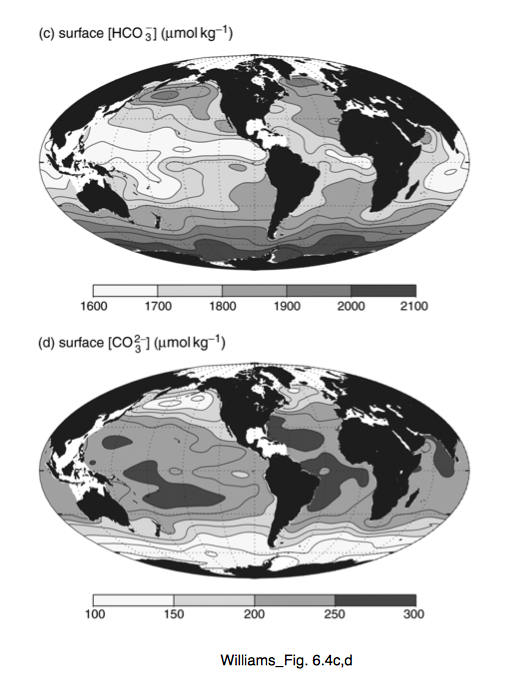 (c) surface [HCO₃⁻] (μmol kg⁻¹)
1600 1700 1800 1900 2000 2100
(d) surface [CO₃²⁻] (μmol kg⁻¹)
100 150 200 250 300
Williams_Fig. 6.4c,d